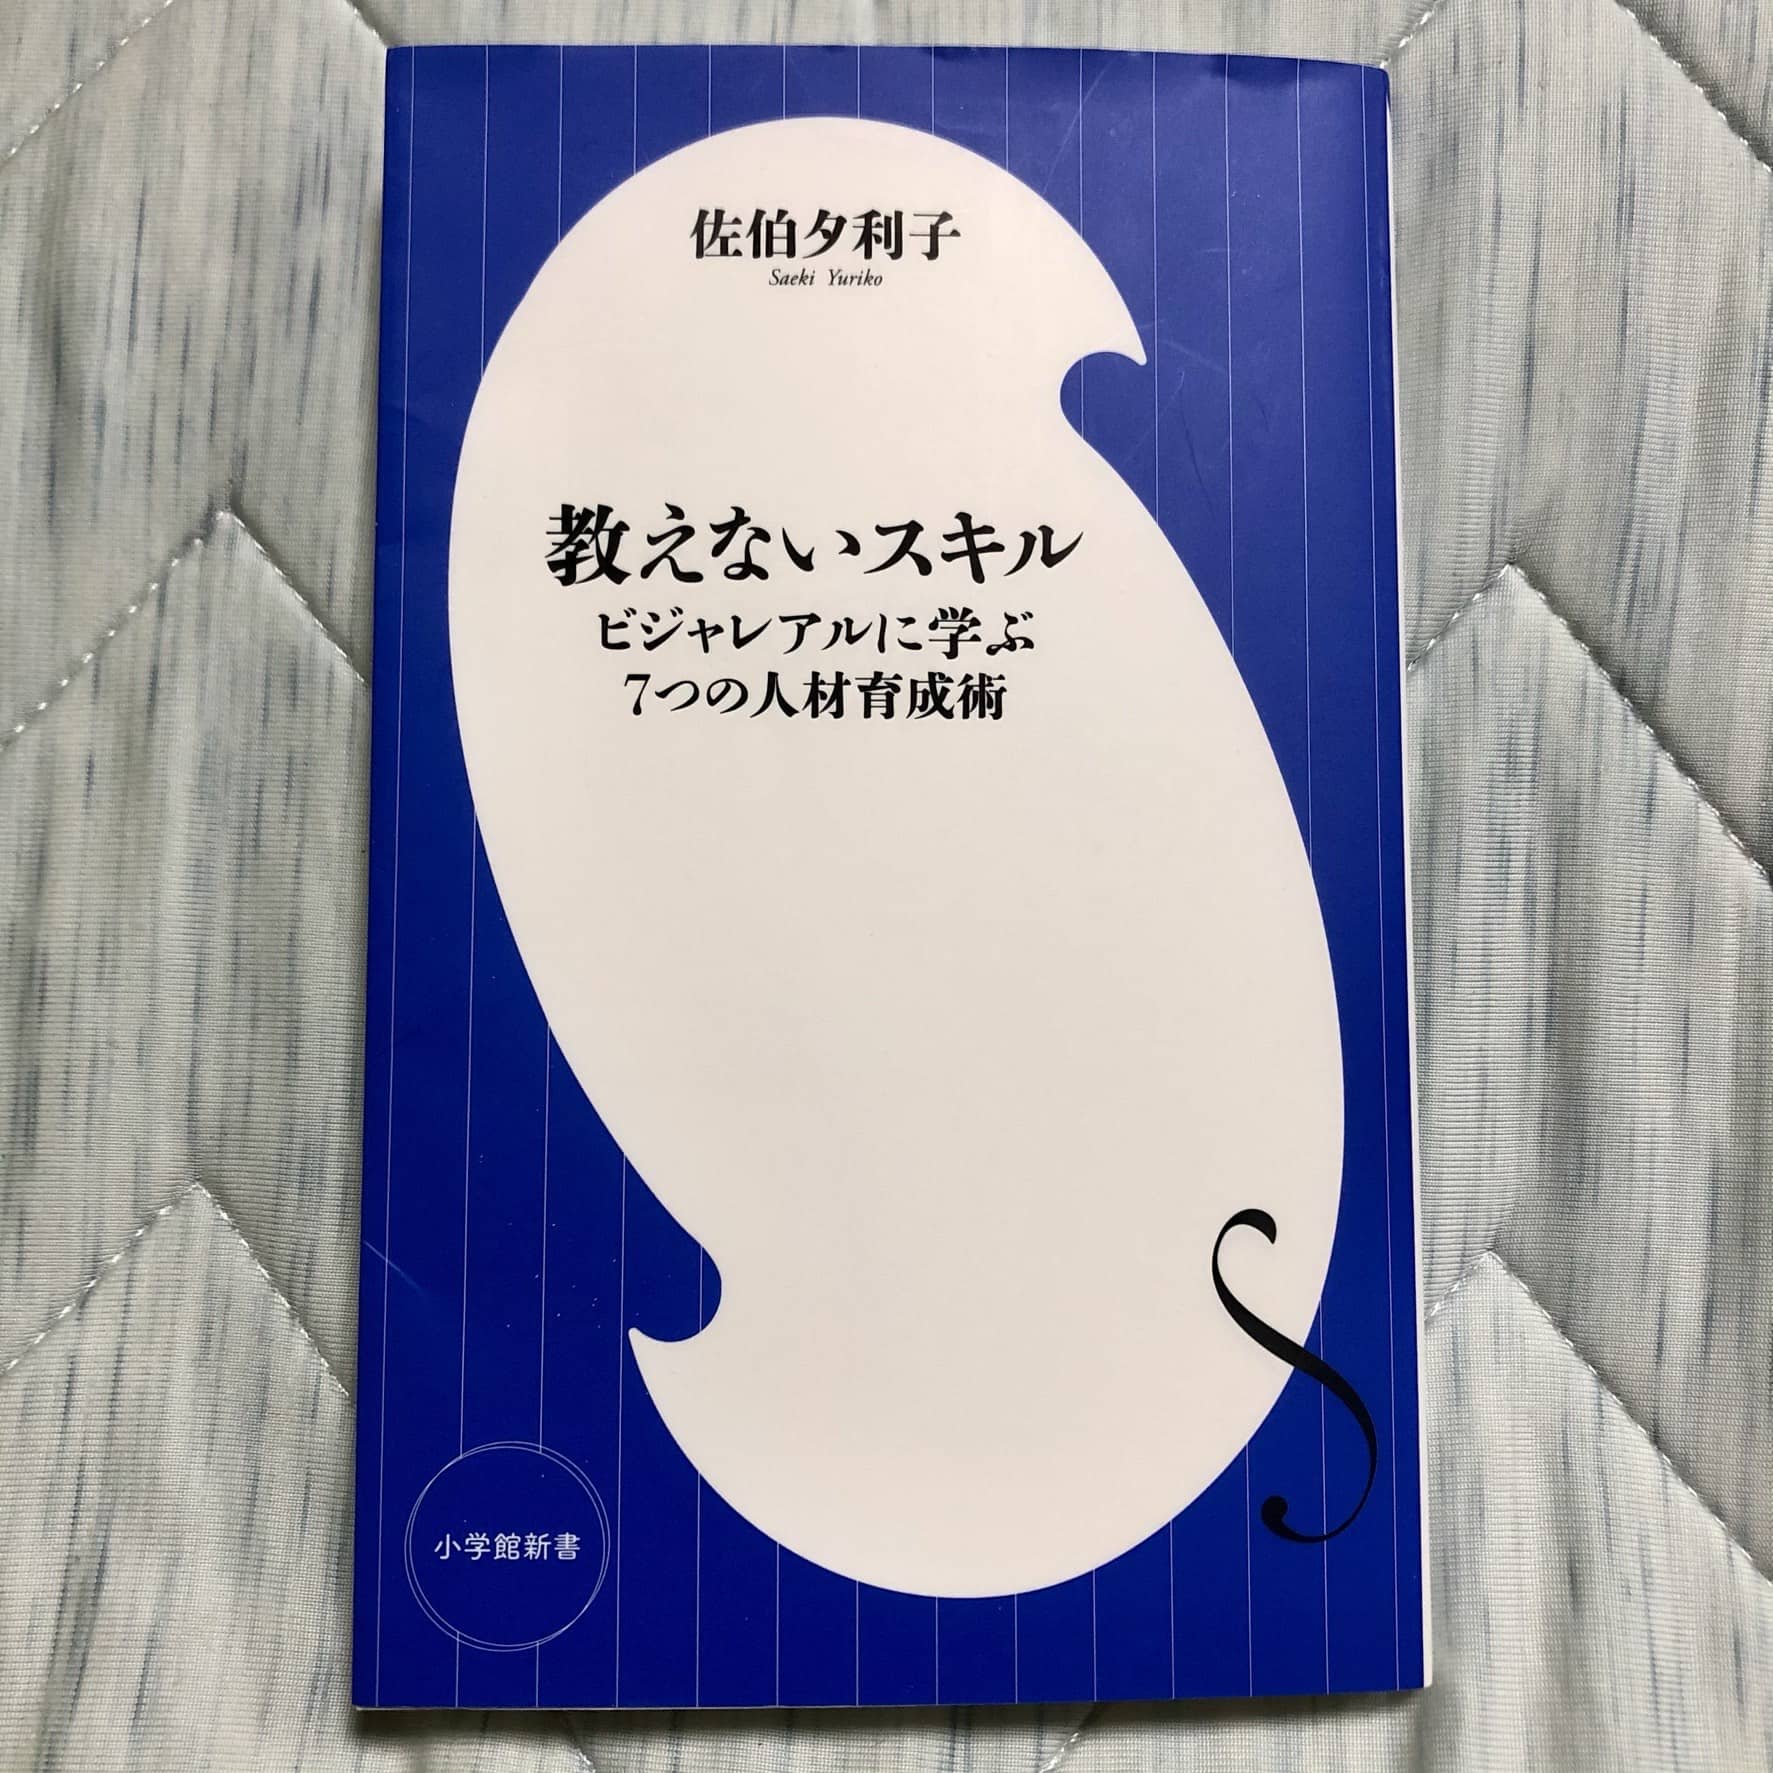 佐伯夕利子
Saeki Yuriko
教えないスキル
ビジャレアルに学ぶ
7つの人材育成術
小学館新書